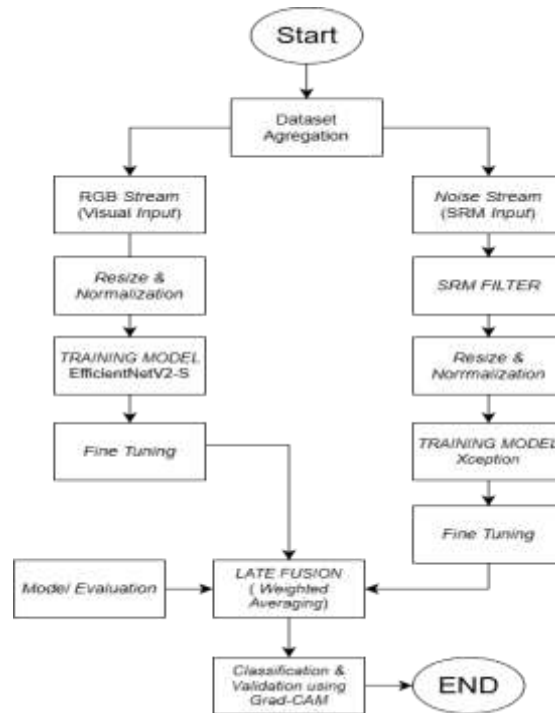 Start
Dataset
Agregation
RGB Stream
(Visual Input)
Noise Stream
(SRM Input)
Resize &
Normalization
SRM FILTER
TRAINING MODEL
EfficientNetV2-S
Resize &
Norrmalization
Fine Tuning
TRAINING MODEL
Xception
Fine Tuning
Model Evaluation
LATE FUSION
( Weighted
Averaging)
Classification &
Validation using
Grad-CAM
END